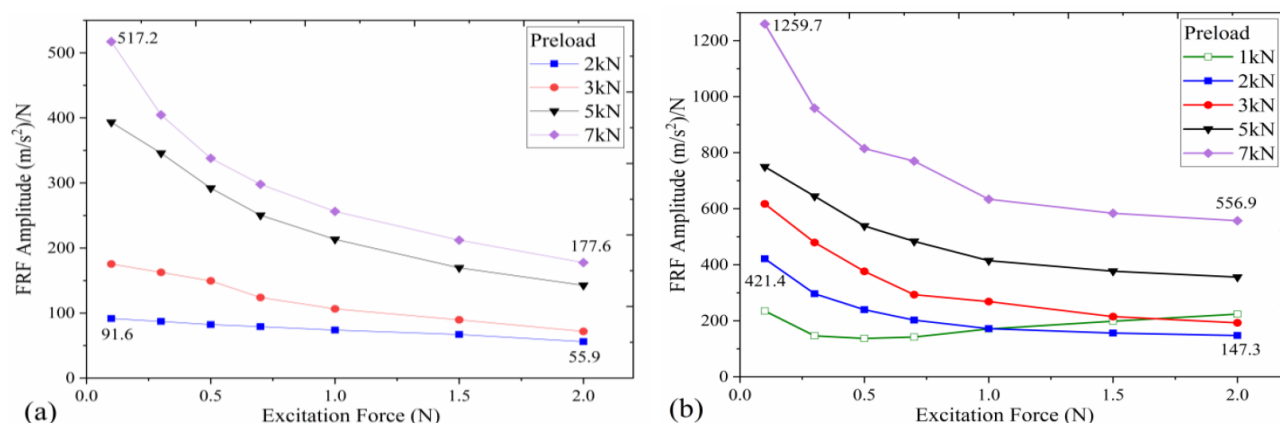 FRF Amplitude (m/s²)/N
500
400
300
200
100
0
0.0 0.5 1.0 1.5 2.0
Excitation Force (N)
(a)
517.2
91.6
177.6
55.9
Preload
2kN
3kN
5kN
7kN
FRF Amplitude (m/s²)/N
1200
1000
800
600
400
200
0
0.0 0.5 1.0 1.5 2.0
Excitation Force (N)
(b)
1259.7
421.4
556.9
147.3
Preload
1kN
2kN
3kN
5kN
7kN